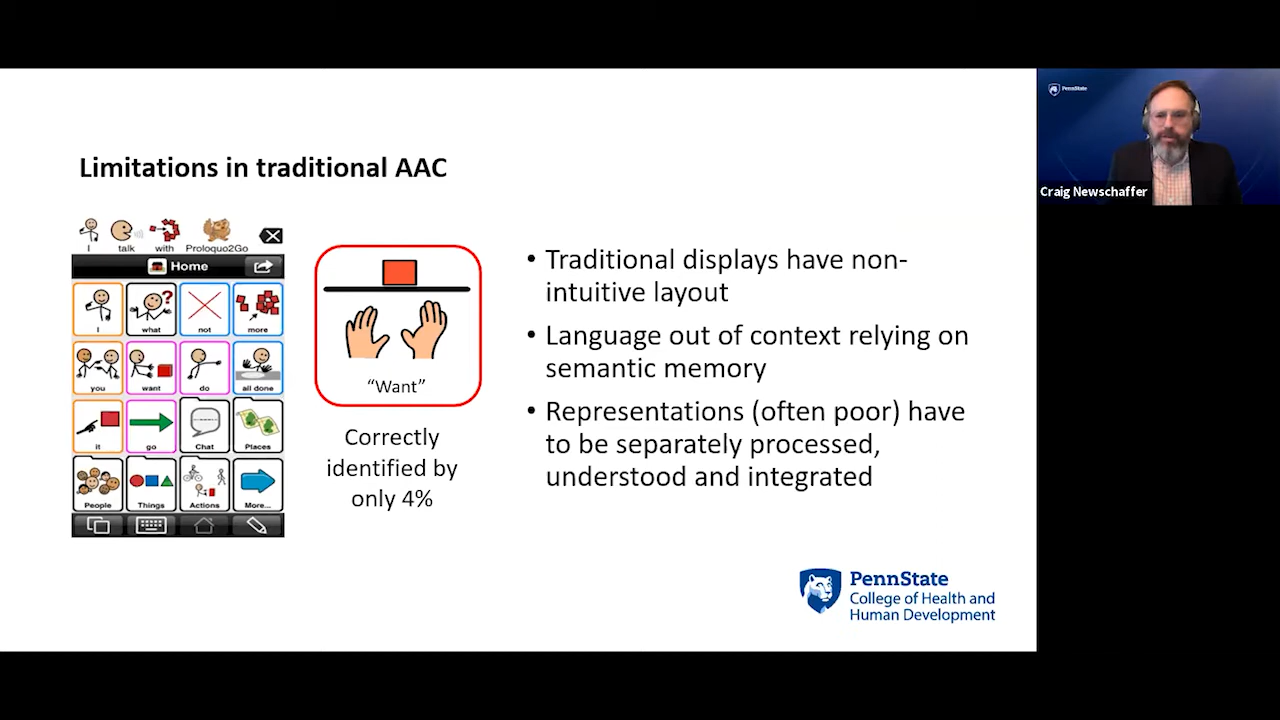 Limitations in traditional AAC
I talk with Proloquo2Go
Home
I what not more
you want do all done
it go Chat Places
People Things Actions More...
"Want"
Correctly
identified by
only 4%
• Traditional displays have non-
intuitive layout
• Language out of context relying on
semantic memory
• Representations (often poor) have
to be separately processed,
understood and integrated
PennState
College of Health and
Human Development
PennState
Craig Newschaffer